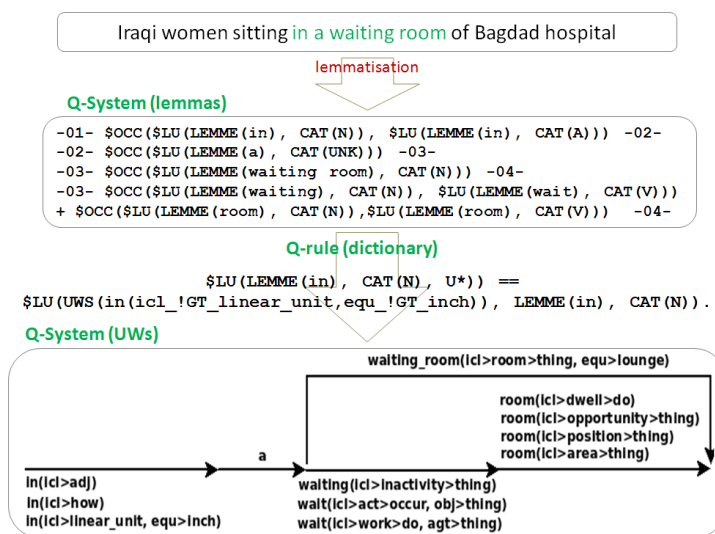 Iraqi women sitting in a waiting room of Bagdad hospital
lemmatisation
Q-System (lemmas)
-01- $OCC($LU(LEMME(in), CAT(N)), $LU(LEMME(in), CAT(A))) -02-
-02- $OCC($LU(LEMME(a), CAT(UNK))) -03-
-03- $OCC($LU(LEMME(waiting room), CAT(N))) -04-
-03- $OCC($LU(LEMME(waiting), CAT(N)), $LU(LEMME(wait), CAT(V)))
+ $OCC($LU(LEMME(room), CAT(N)),$LU(LEMME(room), CAT(V))) -04-
Q-rule (dictionary)
$LU(LEMME(in), CAT(N), U*)) ==
$LU(UWS(in(icl_!GT_linear_unit,equ_!GT_inch)), LEMME(in), CAT(N)).
Q-System (UWs)
waiting_room(icl>room>thing, equ>lounge)
room(icl>dwell>do)
room(icl>opportunity>thing)
room(icl>position>thing)
room(icl>area>thing)
a
in(icl>adj)
in(icl>how)
in(icl>linear_unit, equ>inch)
waiting(icl>inactivity>thing)
wait(icl>act>occur, obj>thing)
wait(icl>work>do, agt>thing)